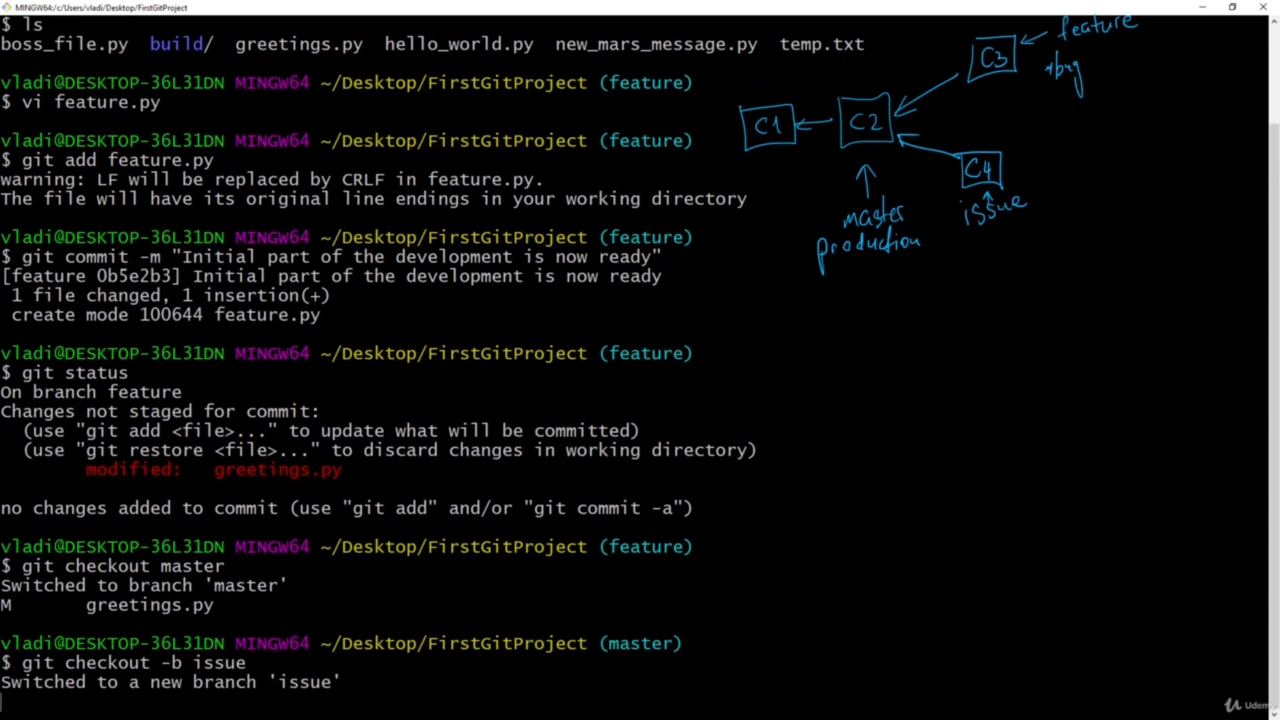 MINGW64:/c/Users/vladi/Desktop/FirstGitProject
$ ls
boss_file.py  build/  greetings.py  hello_world.py  new_mars_message.py  temp.txt
vladi@DESKTOP-36L31DN MINGW64 ~/Desktop/FirstGitProject (feature)
$ vi feature.py
vladi@DESKTOP-36L31DN MINGW64 ~/Desktop/FirstGitProject (feature)
$ git add feature.py
warning: LF will be replaced by CRLF in feature.py.
The file will have its original line endings in your working directory
vladi@DESKTOP-36L31DN MINGW64 ~/Desktop/FirstGitProject (feature)
$ git commit -m "Initial part of the development is now ready"
[feature 0b5e2b3] Initial part of the development is now ready
 1 file changed, 1 insertion(+)
 create mode 100644 feature.py
vladi@DESKTOP-36L31DN MINGW64 ~/Desktop/FirstGitProject (feature)
$ git status
On branch feature
Changes not staged for commit:
  (use "git add <file>..." to update what will be committed)
  (use "git restore <file>..." to discard changes in working directory)
        modified:   greetings.py
no changes added to commit (use "git add" and/or "git commit -a")
vladi@DESKTOP-36L31DN MINGW64 ~/Desktop/FirstGitProject (feature)
$ git checkout master
Switched to branch 'master'
M       greetings.py
vladi@DESKTOP-36L31DN MINGW64 ~/Desktop/FirstGitProject (master)
$ git checkout -b issue
Switched to a new branch 'issue'
feature
C3
bug
C1
C2
C4
issue
master
production
Udemy